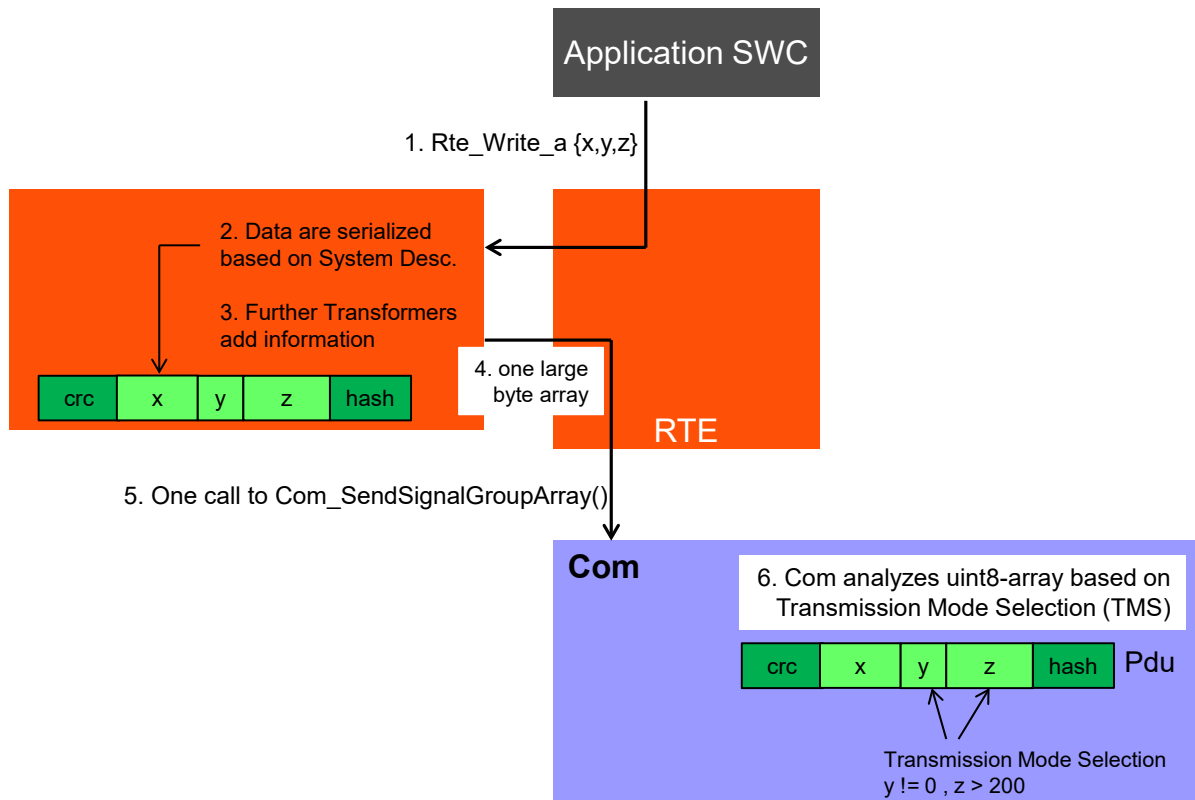 Application SWC
1. Rte_Write_a {x,y,z}
2. Data are serialized
based on System Desc.
3. Further Transformers
add information
crc x y z hash
4. one large
byte array
RTE
5. One call to Com_SendSignalGroupArray()
Com
6. Com analyzes uint8-array based on
Transmission Mode Selection (TMS)
crc x y z hash Pdu
Transmission Mode Selection
y != 0 , z > 200